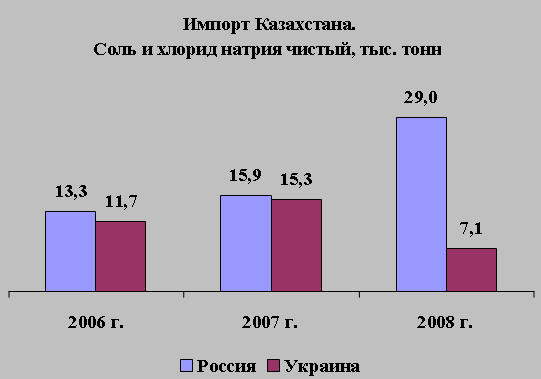 Импорт Казахстана.
Соль и хлорид натрия чистый, тыс. тонн
29,0
13,3
11,7
15,9
15,3
7,1
2006 г.
2007 г.
2008 г.
Россия
Украина